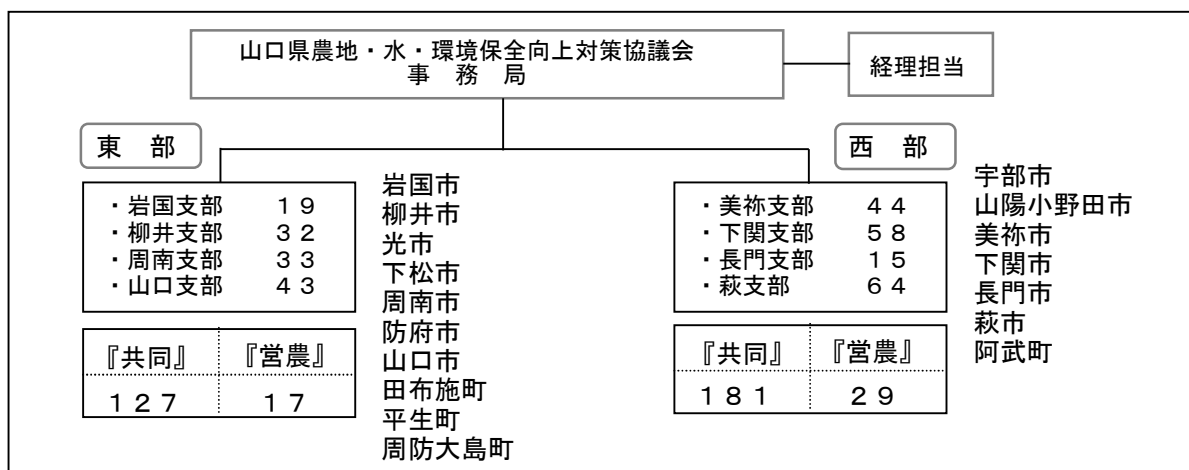 山口県農地・水・環境保全向上対策協議会
事　務　局
経理担当
東　部
・岩国支部　１９
・柳井支部　３２
・周南支部　３３
・山口支部　４３
『共同』　『営農』
１２７　１７
岩国市
柳井市
光市
下松市
周南市
防府市
山口市
田布施町
平生町
周防大島町
西　部
・美祢支部　４４
・下関支部　５８
・長門支部　１５
・萩支部　６４
『共同』　『営農』
１８１　２９
宇部市
山陽小野田市
美祢市
下関市
長門市
萩市
阿武町